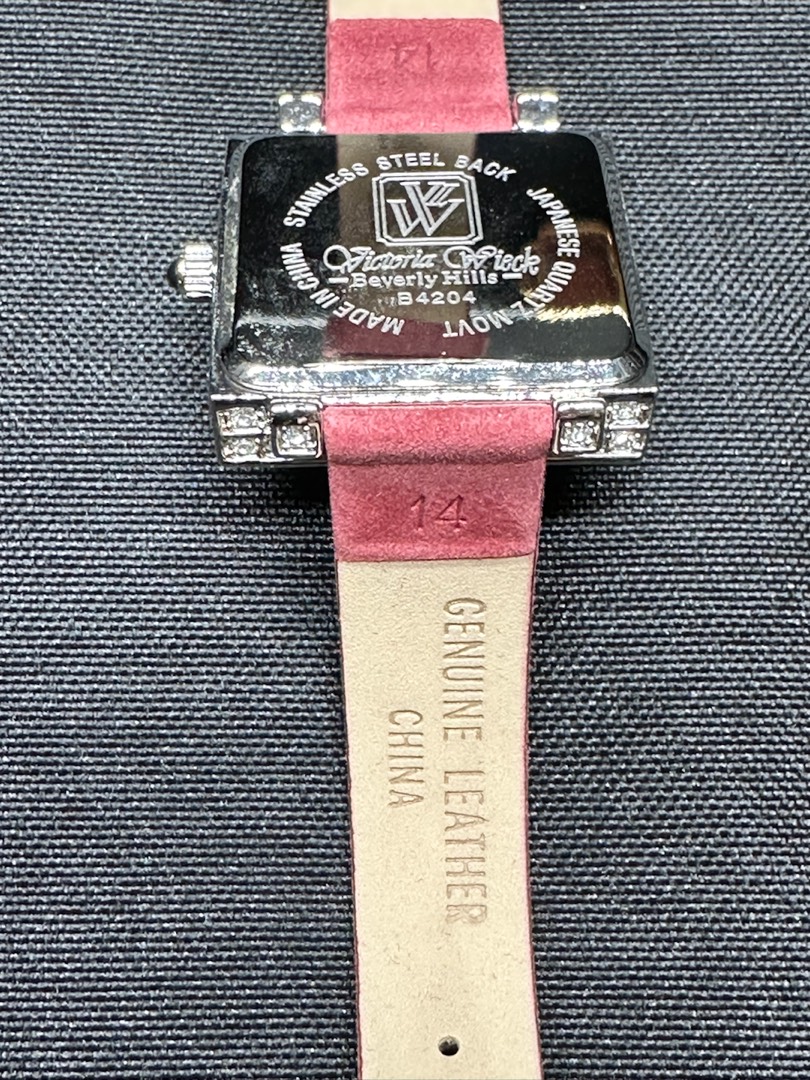 14
STAINLESS STEEL BACK
JAPANESE QUARTZ MOVT
MADE IN CHINA
VW
Victoria Wieck
Beverly Hills
B4204
14
GENUINE LEATHER
CHINA